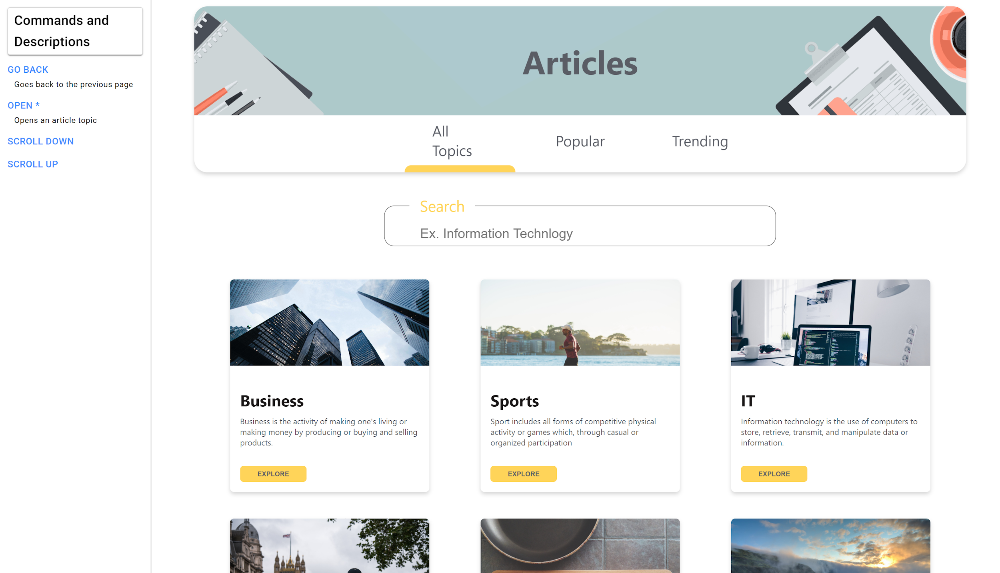 Commands and
Descriptions
GO BACK
Goes back to the previous page
OPEN *
Opens an article topic
SCROLL DOWN
SCROLL UP
Articles
All
Topics
Popular
Trending
Search
Ex. Information Technlogy
Business
Business is the activity of making one's living or
making money by producing or buying and selling
products.
EXPLORE
Sports
Sport includes all forms of competitive physical
activity or games which, through casual or
organized participation
EXPLORE
IT
Information technology is the use of computers to
store, retrieve, transmit, and manipulate data or
information.
EXPLORE